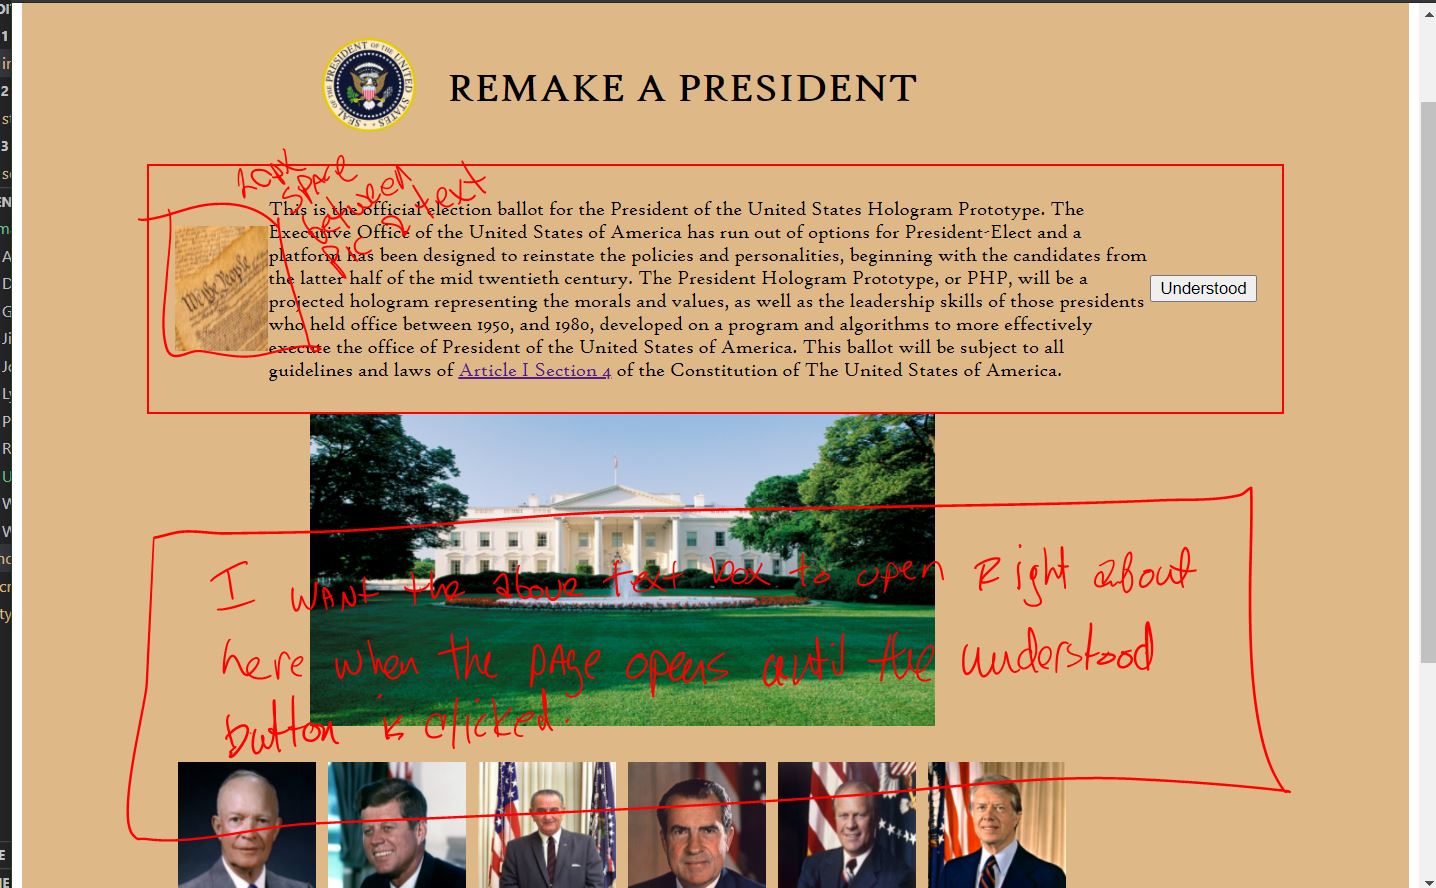 PRESIDENT OF THE UNITED STATES
SEAL OF THE
REMAKE A PRESIDENT
20px
SPACE
between
pic & text
This is the official election ballot for the President of the United States Hologram Prototype. The
Executive Office of the United States of America has run out of options for President-Elect and a
platform has been designed to reinstate the policies and personalities, beginning with the candidates from
the latter half of the mid twentieth century. The President Hologram Prototype, or PHP, will be a
projected hologram representing the morals and values, as well as the leadership skills of those presidents
who held office between 1950, and 1980, developed on a program and algorithms to more effectively
execute the office of President of the United States of America. This ballot will be subject to all
guidelines and laws of Article I Section 4 of the Constitution of The United States of America.
We the People
Understood
I WANT the above text box to open Right about
here when the page opens until the understood
button is clicked.